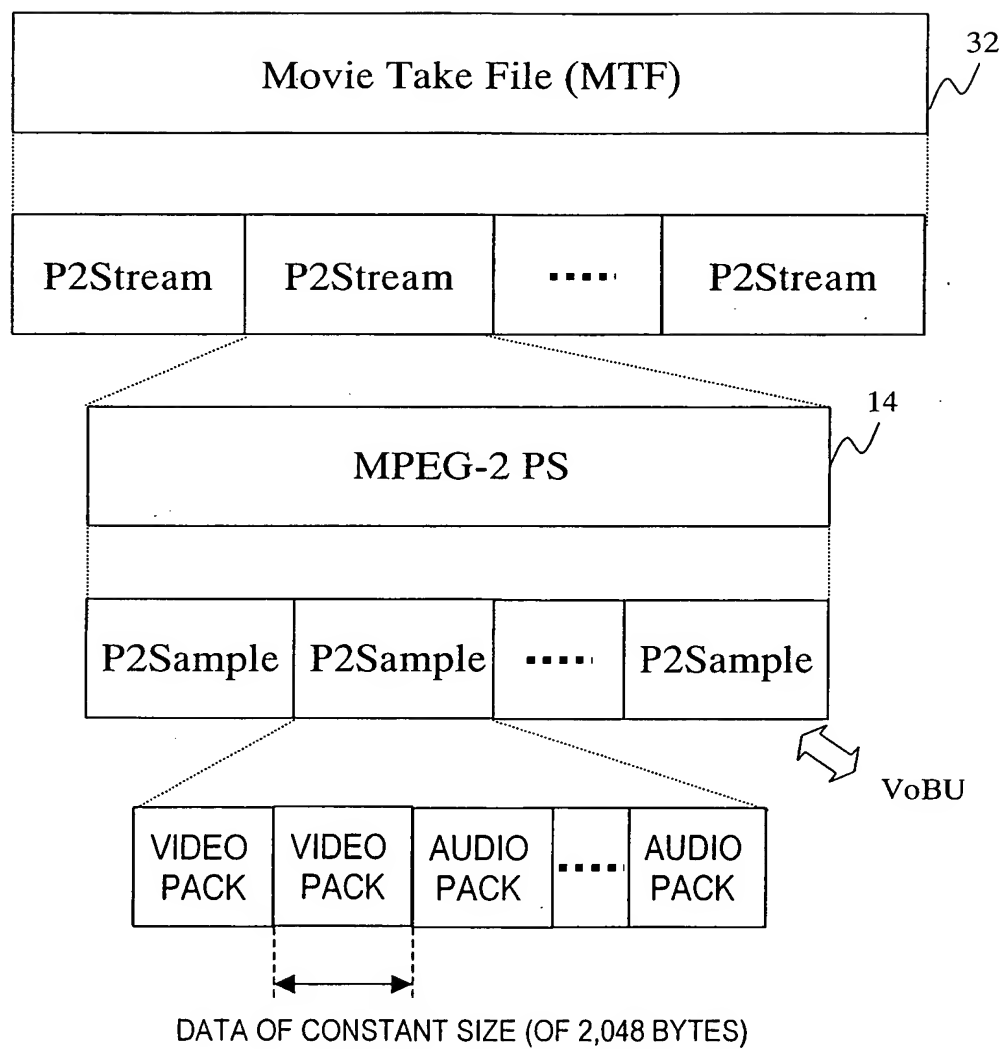 Movie Take File (MTF)
32
P2Stream P2Stream ..... P2Stream
14
MPEG-2 PS
P2Sample P2Sample ..... P2Sample
VoBU
VIDEO PACK VIDEO PACK AUDIO PACK ..... AUDIO PACK
DATA OF CONSTANT SIZE (OF 2,048 BYTES)